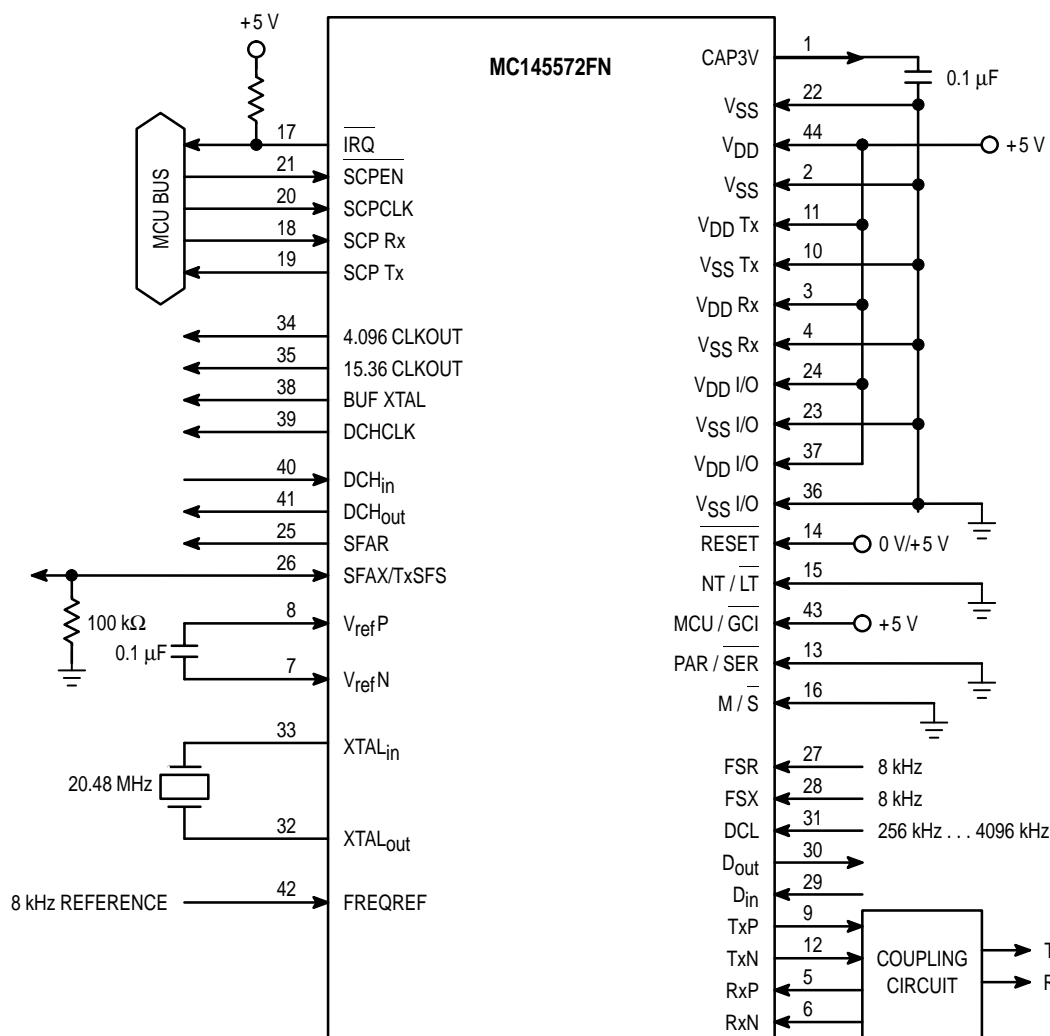 +5 V
MC145572FN
CAP3V
1
0.1 μF
22
VSS
44
VDD
+5 V
2
VSS
11
VDD Tx
10
VSS Tx
3
VDD Rx
4
VSS Rx
24
VDD I/O
23
VSS I/O
37
VDD I/O
36
VSS I/O
14
RESET
0 V/+5 V
15
NT / LT
43
MCU / GCI
+5 V
13
PAR / SER
16
M / S
27
FSR
8 kHz
28
FSX
8 kHz
31
DCL
256 kHz . . . 4096 kHz
30
Dout
29
Din
9
TxP
12
TxN
5
RxP
6
RxN
COUPLING
CIRCUIT
T
R
MCU BUS
17
IRQ
21
SCPEN
20
SCPCLK
18
SCP Rx
19
SCP Tx
34
4.096 CLKOUT
35
15.36 CLKOUT
38
BUF XTAL
39
DCHCLK
40
DCHin
41
DCHout
25
SFAR
26
SFAX/TxSFS
100 kΩ
8
VrefP
0.1 μF
7
VrefN
33
XTALin
20.48 MHz
32
XTALout
42
8 kHz REFERENCE
FREQREF